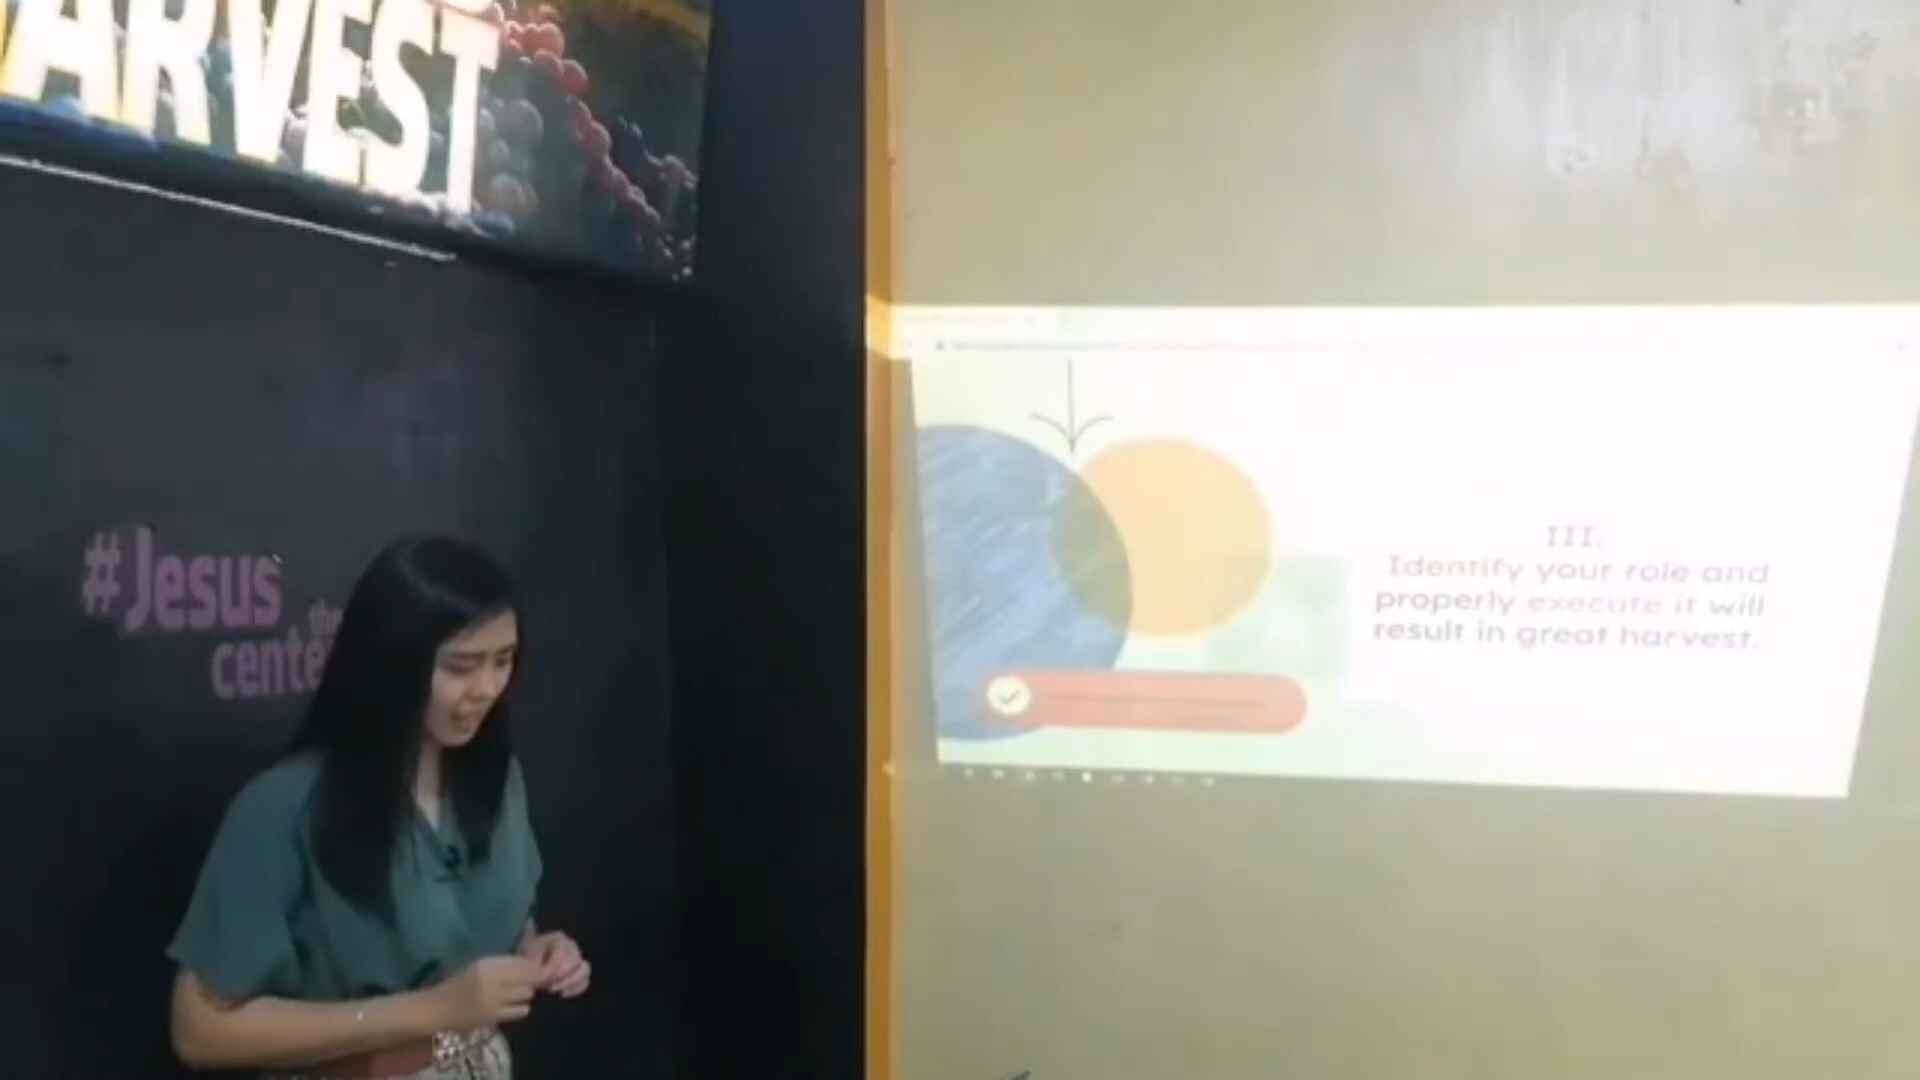 ARVEST
#Jesus
the
cente
III.
Identify your role and
properly execute it will
result in great harvest.